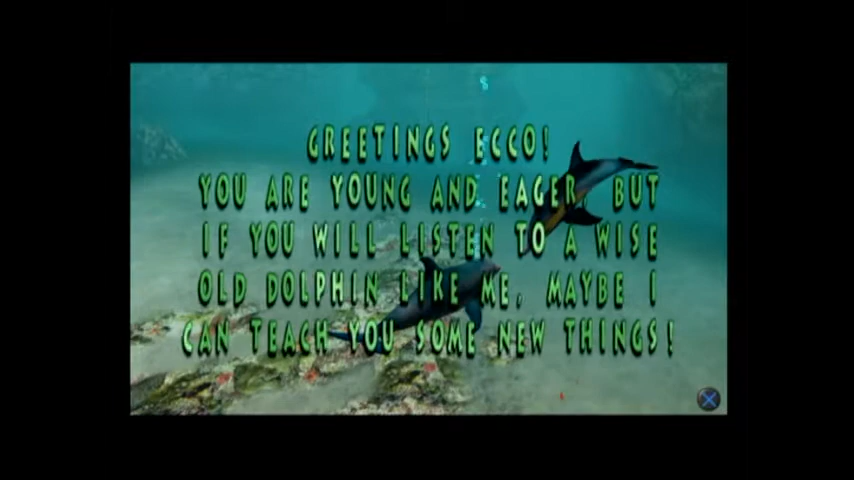 GREETINGS ECCO!
YOU ARE YOUNG AND EAGER, BUT
IF YOU WILL LISTEN TO A WISE
OLD DOLPHIN LIKE ME, MAYBE I
CAN TEACH YOU SOME NEW THINGS!